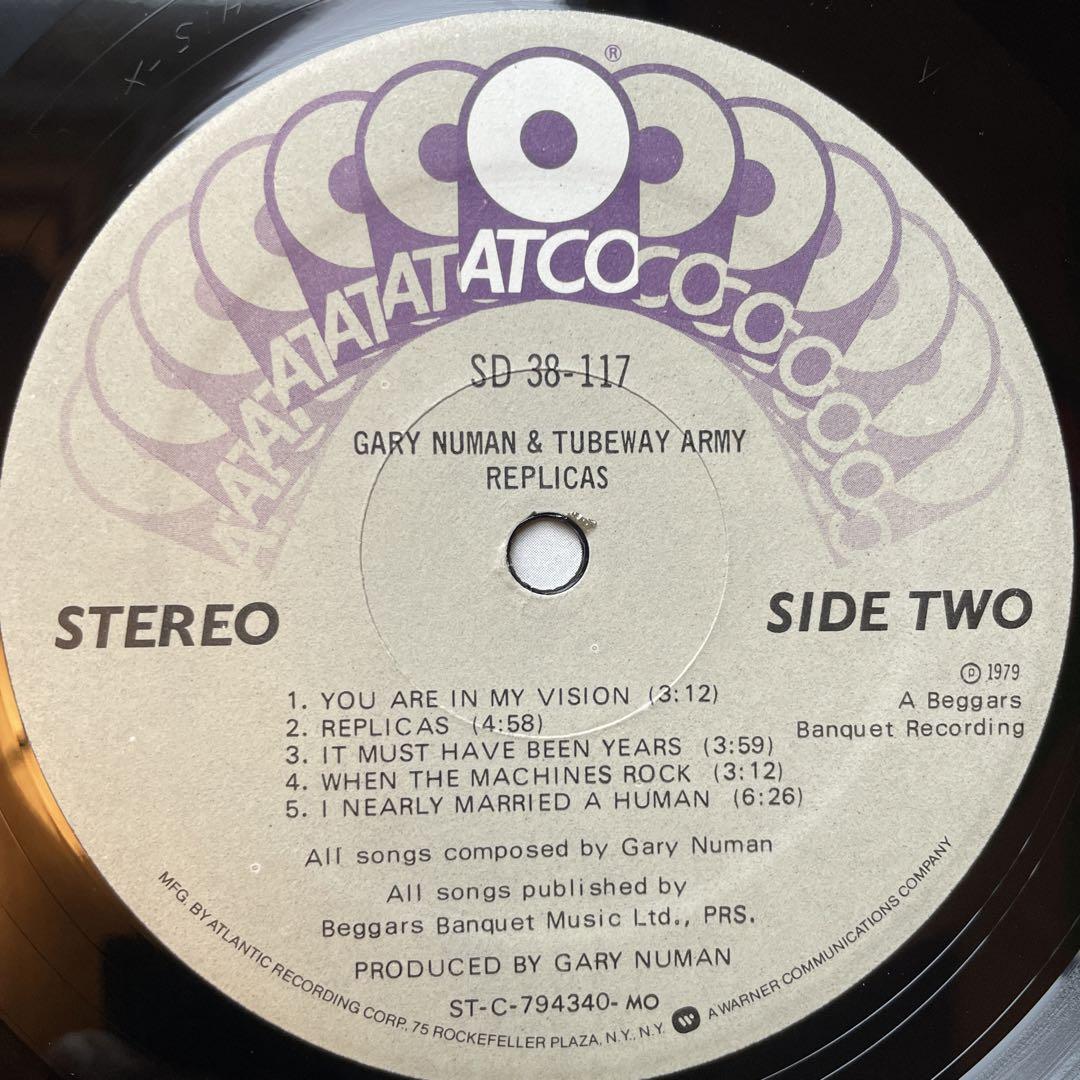 ®
ATCO
SD 38-117
GARY NUMAN & TUBEWAY ARMY
REPLICAS
STEREO
SIDE TWO
℗ 1979
A Beggars
Banquet Recording
1. YOU ARE IN MY VISION (3:12)
2. REPLICAS (4:58)
3. IT MUST HAVE BEEN YEARS (3:59)
4. WHEN THE MACHINES ROCK (3:12)
5. I NEARLY MARRIED A HUMAN (6:26)
All songs composed by Gary Numan
All songs published by
Beggars Banquet Music Ltd., PRS.
PRODUCED BY GARY NUMAN
ST-C-794340-MO
MFG. BY ATLANTIC RECORDING CORP. 75 ROCKEFELLER PLAZA, N.Y., N.Y. A WARNER COMMUNICATIONS COMPANY